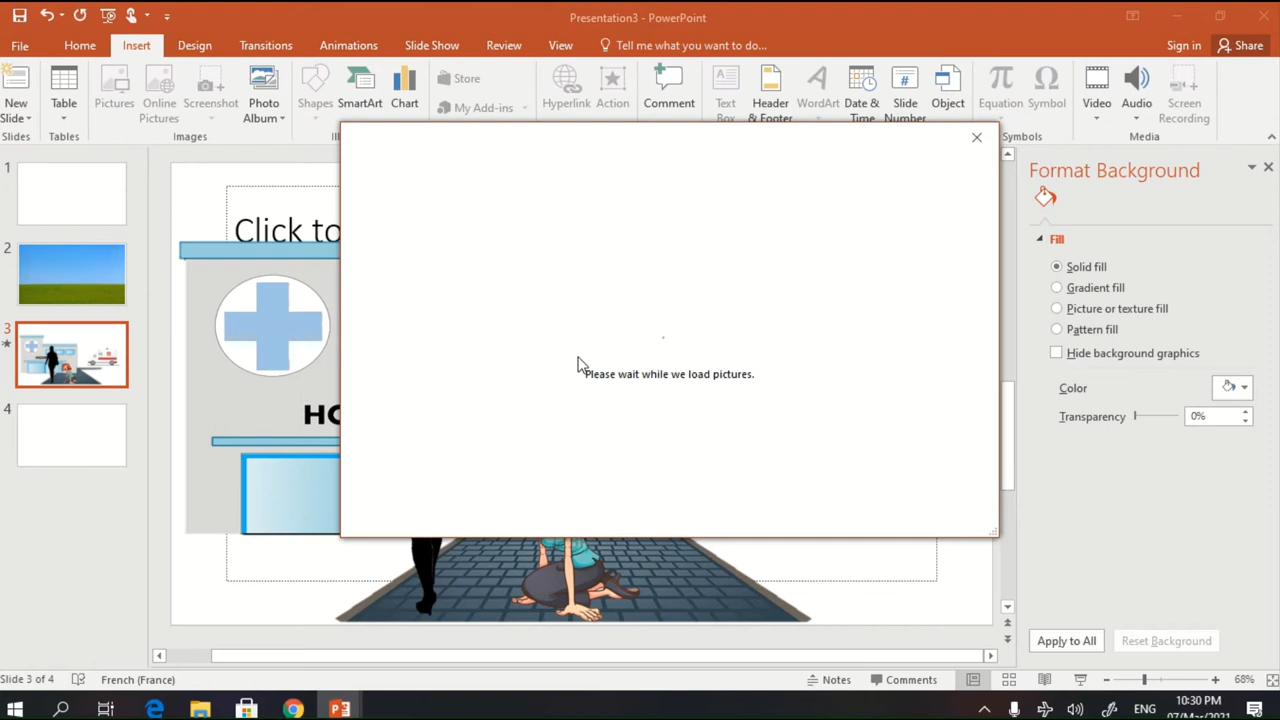 Presentation3 - PowerPoint
File Home Insert Design Transitions Animations Slide Show Review View Tell me what you want to do... Sign in Share
New Slide
Table
Pictures
Online Pictures
Screenshot
Photo Album
Shapes
SmartArt
Chart
Store
My Add-ins
Hyperlink
Action
Comment
Text Box
Header & Footer
WordArt
Date & Time
Slide Number
Object
Equation
Symbol
Video
Audio
Screen Recording
Slides
Tables
Images
Symbols
Media
1
2
3
4
Click to
HO
Please wait while we load pictures.
Format Background
Fill
Solid fill
Gradient fill
Picture or texture fill
Pattern fill
Hide background graphics
Color
Transparency 0%
Apply to All Reset Background
Slide 3 of 4 French (France) Notes Comments 68%
ENG
10:30 PM
07/Mar/2021